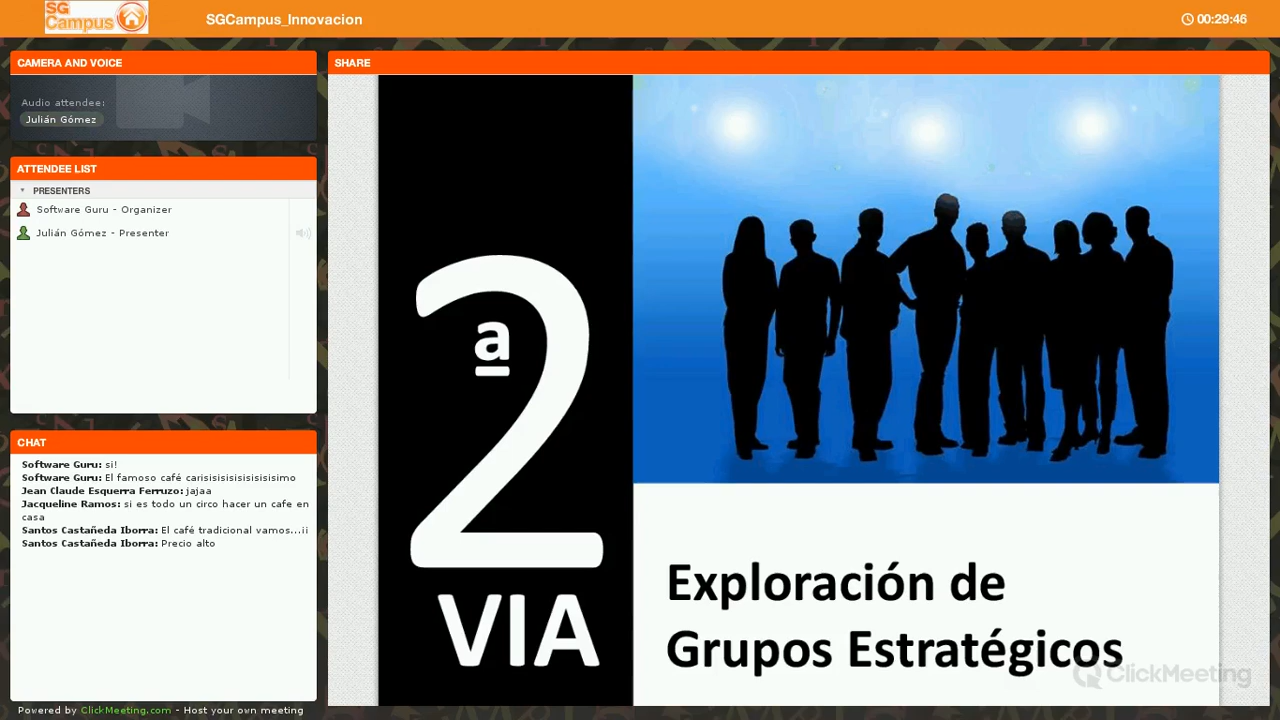 SG
Campus
SGCampus_Innovacion
00:29:46
CAMERA AND VOICE
Audio attendee:
Julián Gómez
ATTENDEE LIST
PRESENTERS
Software Guru - Organizer
Julián Gómez - Presenter
CHAT
Software Guru: si!
Software Guru: El famoso café carisisisisisisisisisimo
Jean Claude Esquerra Ferruzo: jajaa
Jacqueline Ramos: si es todo un circo hacer un cafe en
casa
Santos Castañeda Iborra: El café tradicional vamos...ii
Santos Castañeda Iborra: Precio alto
Powered by ClickMeeting.com - Host your own meeting
SHARE
2ª
VIA
Exploración de
Grupos Estratégicos
ClickMeeting